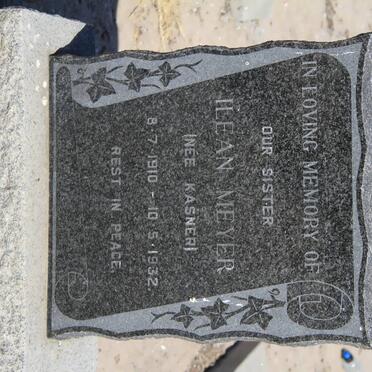 IN LOVING MEMORY OF
OUR SISTER
ILEAN MEYER
(NEE KASNER)
8.7.1910 - 10.5.1932.
REST IN PEACE.